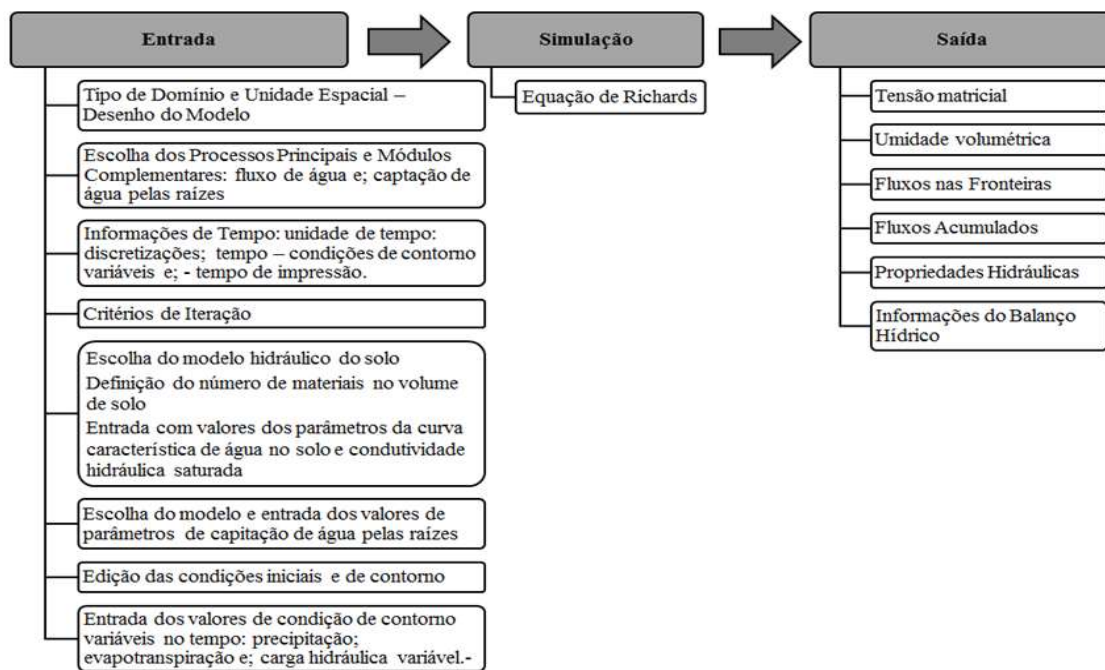 Entrada
Simulação
Saída
Tipo de Domínio e Unidade Espacial –
Desenho do Modelo
Escolha dos Processos Principais e Módulos
Complementares: fluxo de água e; captação de
água pelas raízes
Informações de Tempo: unidade de tempo:
discretizações; tempo – condições de contorno
variáveis e; - tempo de impressão.
Critérios de Iteração
Escolha do modelo hidráulico do solo
Definição do número de materiais no volume
de solo
Entrada com valores dos parâmetros da curva
característica de água no solo e condutividade
hidráulica saturada
Escolha do modelo e entrada dos valores de
parâmetros de capitação de água pelas raízes
Edição das condições iniciais e de contorno
Entrada dos valores de condição de contorno
variáveis no tempo: precipitação;
evapotranspiração e; carga hidráulica variável.-
Equação de Richards
Tensão matricial
Umidade volumétrica
Fluxos nas Fronteiras
Fluxos Acumulados
Propriedades Hidráulicas
Informações do Balanço
Hídrico